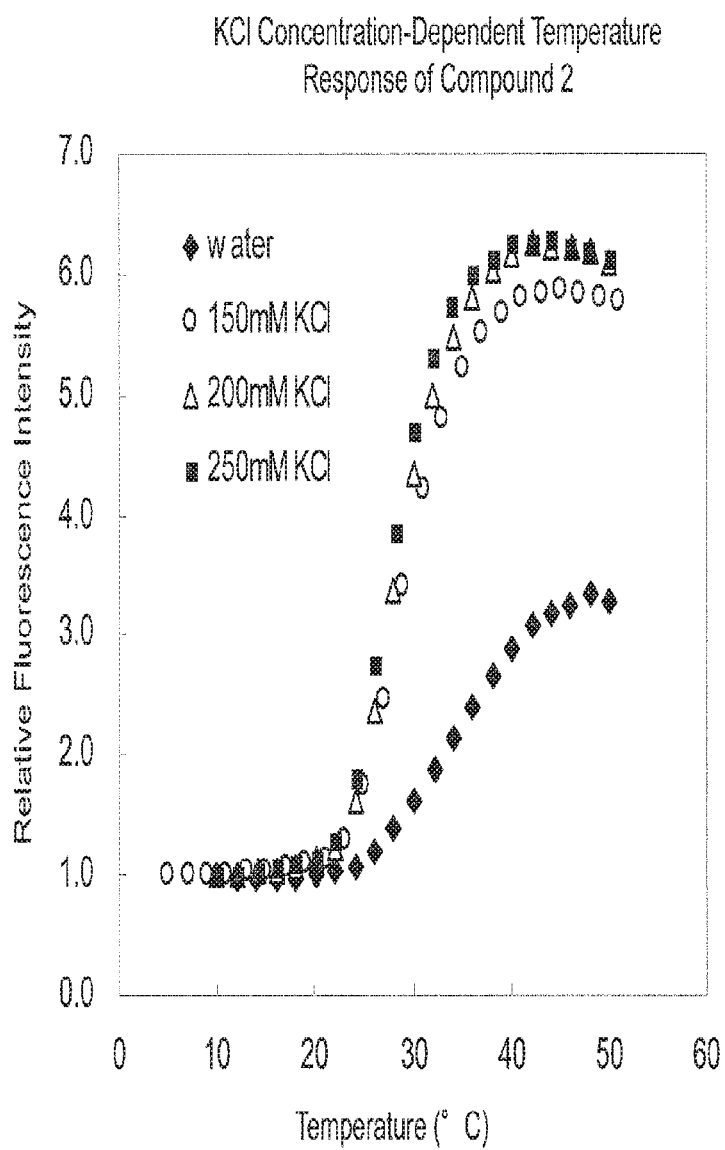 KCl Concentration-Dependent Temperature
Response of Compound 2
7.0
6.0
5.0
4.0
3.0
2.0
1.0
0.0
Relative Fluorescence Intensity
water
150mM KCl
200mM KCl
250mM KCl
0 10 20 30 40 50 60
Temperature (° C)